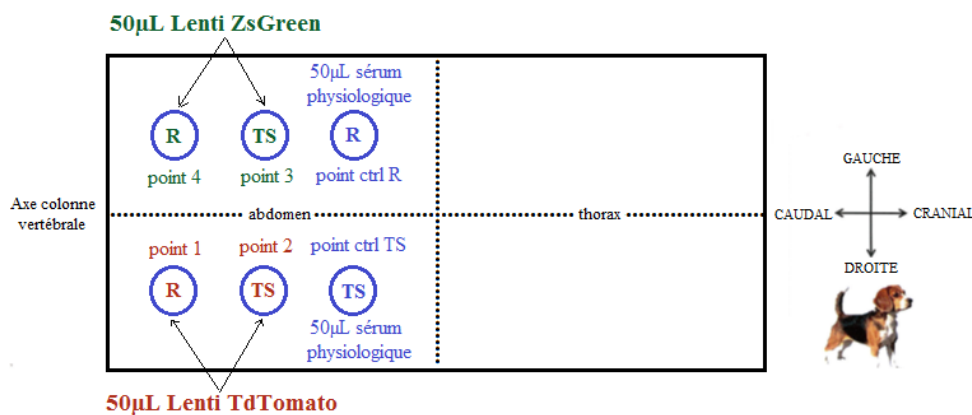 50µL Lenti ZsGreen
50µL sérum
physiologique
R
TS
R
point 4
point 3
point ctrl R
Axe colonne
vertébrale
abdomen
thorax
point 1
point 2
point ctrl TS
R
TS
TS
50µL sérum
physiologique
50µL Lenti TdTomato
GAUCHE
CAUDAL
CRANIAL
DROITE